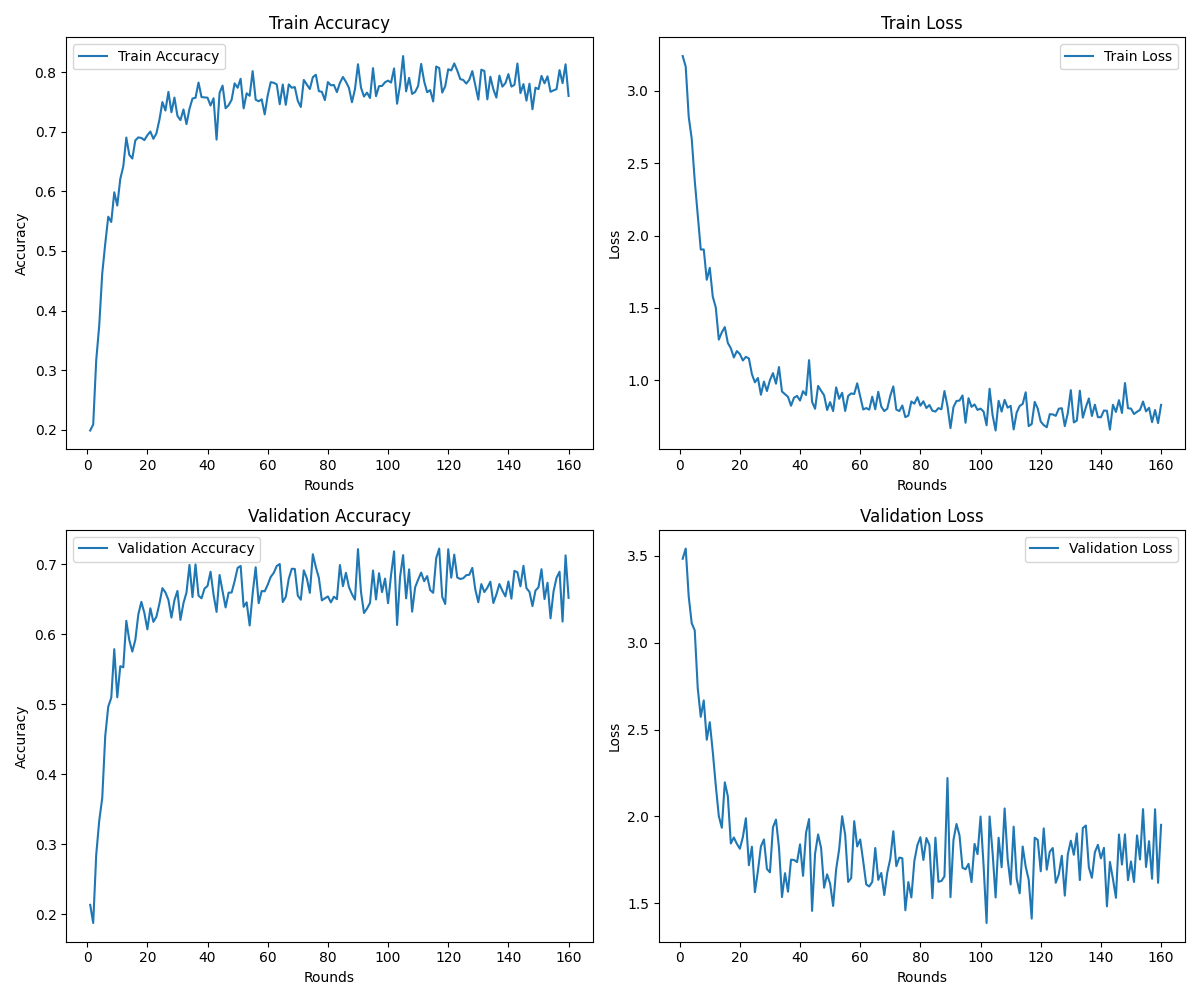 Train Accuracy
Train Accuracy
0.8
0.7
0.6
0.5
0.4
0.3
0.2
Accuracy
0 20 40 60 80 100 120 140 160
Rounds
Train Loss
Train Loss
3.0
2.5
2.0
1.5
1.0
Loss
0 20 40 60 80 100 120 140 160
Rounds
Validation Accuracy
Validation Accuracy
0.7
0.6
0.5
0.4
0.3
0.2
Accuracy
0 20 40 60 80 100 120 140 160
Rounds
Validation Loss
Validation Loss
3.5
3.0
2.5
2.0
1.5
Loss
0 20 40 60 80 100 120 140 160
Rounds